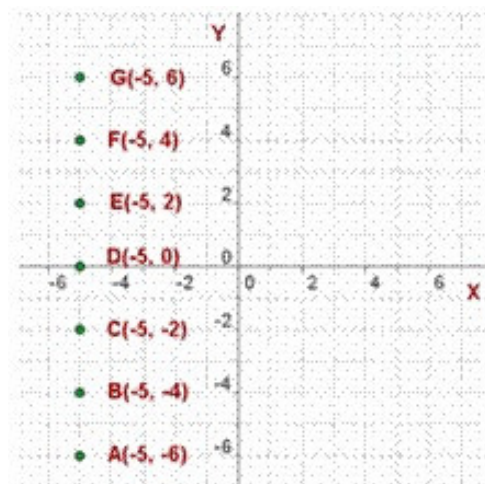 Y
6
G(-5, 6)
4
F(-5, 4)
2
E(-5, 2)
0
D(-5, 0)
-6 -4 -2 0 2 4 6
X
-2
C(-5, -2)
-4
B(-5, -4)
-6
A(-5, -6)